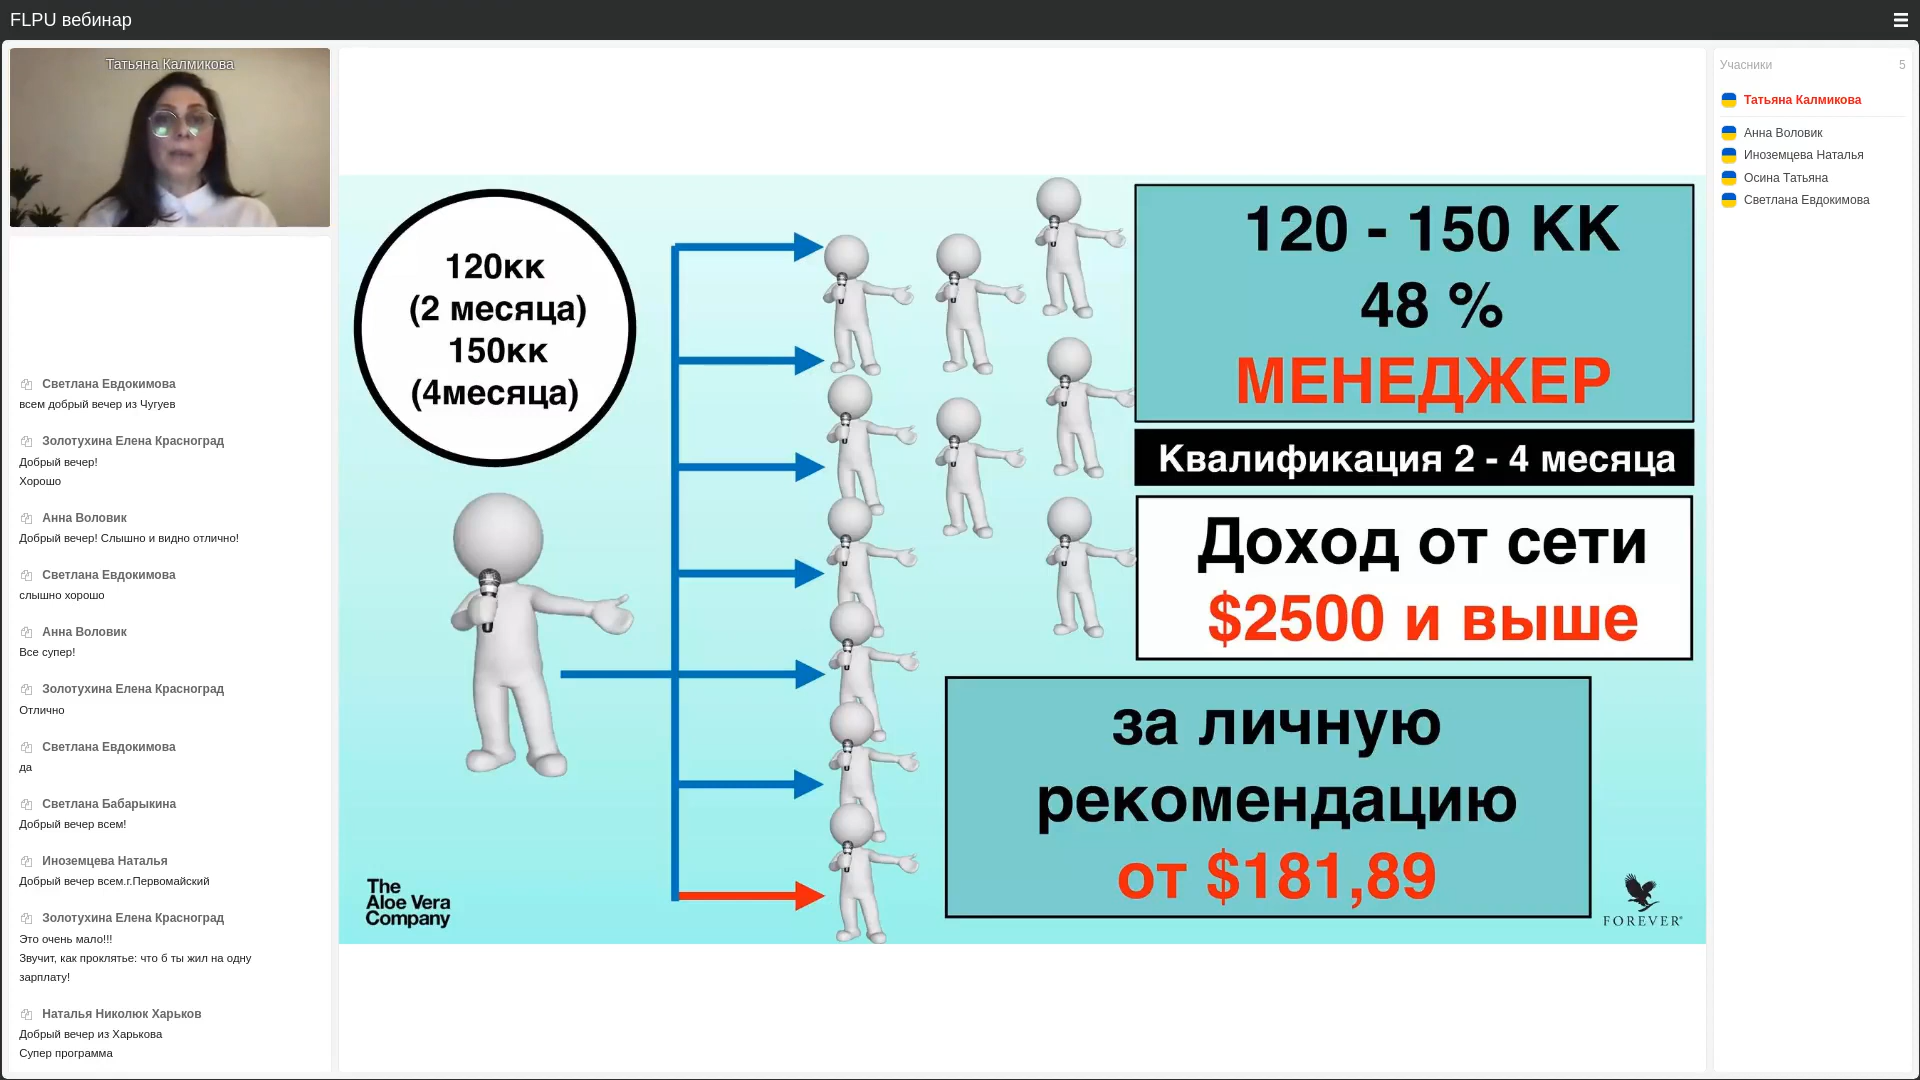 FLPU вебинар
Татьяна Калмикова
Светлана Евдокимова
всем добрый вечер из Чугуев
Золотухина Елена Красноград
Добрый вечер!
Хорошо
Анна Воловик
Добрый вечер! Слышно и видно отлично!
Светлана Евдокимова
слышно хорошо
Анна Воловик
Все супер!
Золотухина Елена Красноград
Отлично
Светлана Евдокимова
да
Светлана Бабарыкина
Добрый вечер всем!
Иноземцева Наталья
Добрый вечер всем.г.Первомайский
Золотухина Елена Красноград
Это очень мало!!!
Звучит, как проклятье: что б ты жил на одну
зарплату!
Наталья Николюк Харьков
Добрый вечер из Харькова
Супер программа
120кк
(2 месяца)
150кк
(4месяца)
120 - 150 КК
48 %
МЕНЕДЖЕР
Квалификация 2 - 4 месяца
Доход от сети
$2500 и выше
за личную
рекомендацию
от $181,89
The
Aloe Vera
Company
FOREVER®
Учасники 5
Татьяна Калмикова
Анна Воловик
Иноземцева Наталья
Осина Татьяна
Светлана Евдокимова